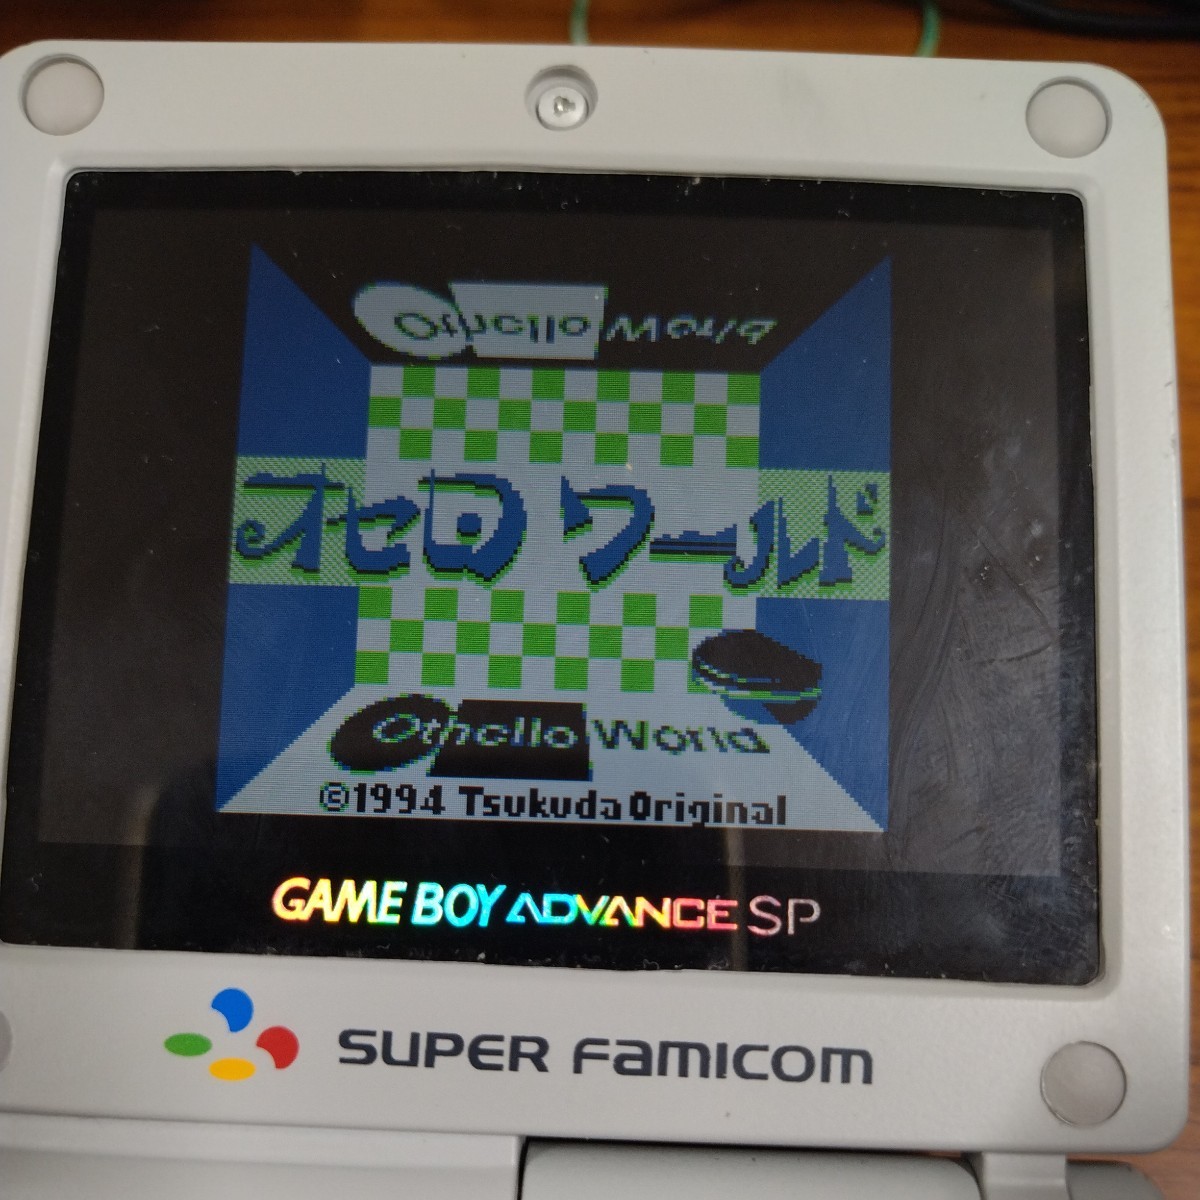 Othello World
オセロ ワールド
Othello World
©1994 Tsukuda Original
GAME BOY ADVANCE SP
SUPER FAMICOM